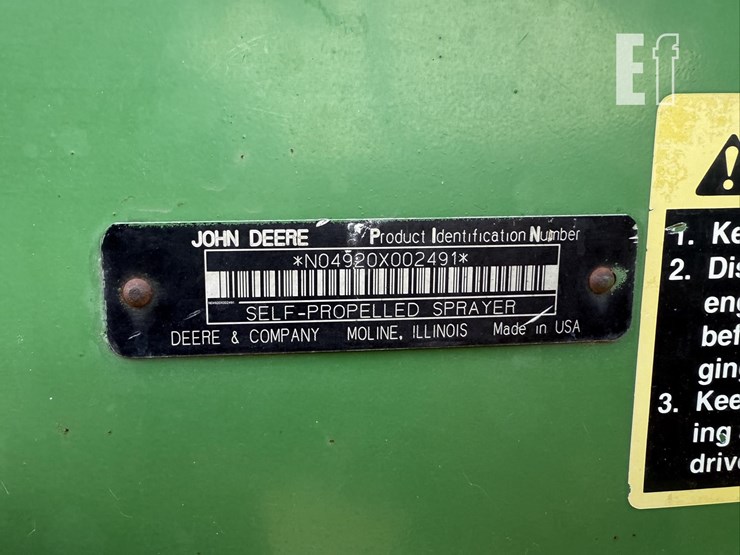 Ef
JOHN DEERE Product Identification Number
*N04920X002491*
SELF-PROPELLED SPRAYER
DEERE & COMPANY MOLINE, ILLINOIS Made in USA
1. Ke
2. Dis
eng
bef
ging
3. Kee
ing a
drive